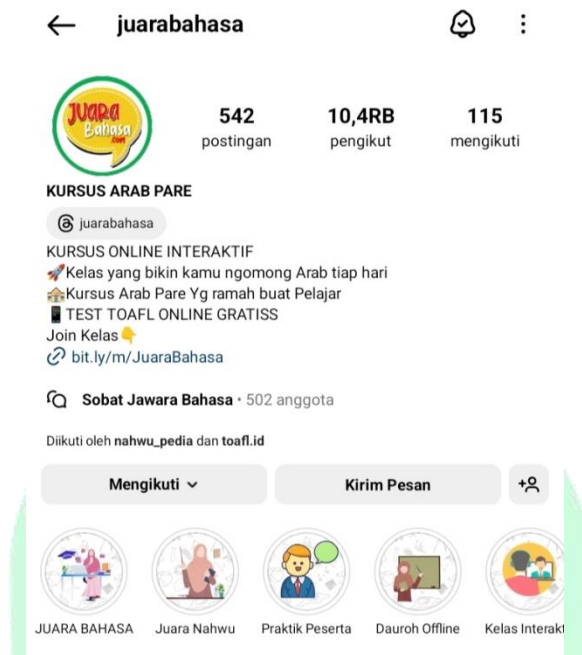 juarabahasa
JUARA
Bahasa
.com
542
postingan
10,4RB
pengikut
115
mengikuti
KURSUS ARAB PARE
juarabahasa
KURSUS ONLINE INTERAKTIF
🚀Kelas yang bikin kamu ngomong Arab tiap hari
🏫Kursus Arab Pare Yg ramah buat Pelajar
📱TEST TOAFL ONLINE GRATISS
Join Kelas👇
bit.ly/m/JuaraBahasa
Sobat Jawara Bahasa • 502 anggota
Diikuti oleh nahwu_pedia dan toafl.id
Mengikuti
Kirim Pesan
JUARA BAHASA
Juara Nahwu
Praktik Peserta
Dauroh Offline
Kelas Interakt